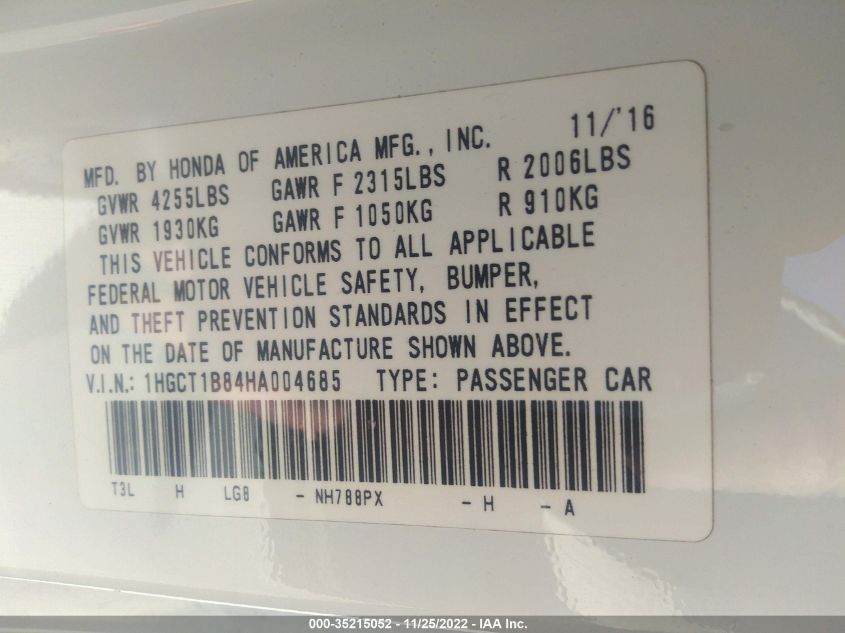 11/'16
MFD. BY HONDA OF AMERICA MFG., INC.
GVWR 4255LBS GAWR F 2315LBS R 2006LBS
GVWR 1930KG GAWR F 1050KG R 910KG
THIS VEHICLE CONFORMS TO ALL APPLICABLE
FEDERAL MOTOR VEHICLE SAFETY, BUMPER,
AND THEFT PREVENTION STANDARDS IN EFFECT
ON THE DATE OF MANUFACTURE SHOWN ABOVE.
V.I.N.: 1HGCT1B84HA004685 TYPE: PASSENGER CAR
T3L H LG8 - NH788PX - H - A
000-35215052 - 11/25/2022 - IAA Inc.